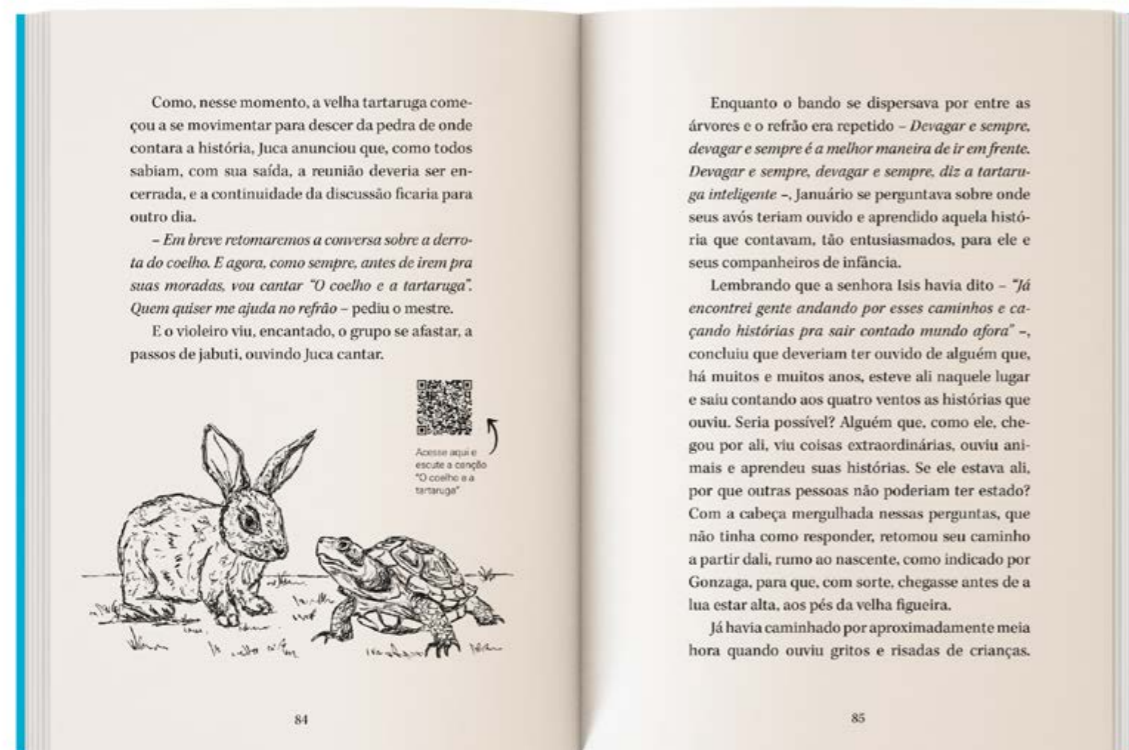 Como, nesse momento, a velha tartaruga come-
çou a se movimentar para descer da pedra de onde
contara a história, Juca anunciou que, como todos
sabiam, com sua saída, a reunião deveria ser en-
cerrada, e a continuidade da discussão ficaria para
outro dia.
– Em breve retomaremos a conversa sobre a derro-
ta do coelho. E agora, como sempre, antes de irem pra
suas moradas, vou cantar “O coelho e a tartaruga”.
Quem quiser me ajuda no refrão – pediu o mestre.
E o violeiro viu, encantado, o grupo se afastar, a
passos de jabuti, ouvindo Juca cantar.
Acesse aqui e
escute a canção
“O coelho e a
tartaruga”
84
Enquanto o bando se dispersava por entre as
árvores e o refrão era repetido – Devagar e sempre,
devagar e sempre é a melhor maneira de ir em frente.
Devagar e sempre, devagar e sempre, diz a tartaru-
ga inteligente –, Januário se perguntava sobre onde
seus avós teriam ouvido e aprendido aquela histó-
ria que contavam, tão entusiasmados, para ele e
seus companheiros de infância.
Lembrando que a senhora Isis havia dito – “Já
encontrei gente andando por esses caminhos e ca-
çando histórias pra sair contado mundo afora” –,
concluiu que deveriam ter ouvido de alguém que,
há muitos e muitos anos, esteve ali naquele lugar
e saiu contando aos quatro ventos as histórias que
ouviu. Seria possível? Alguém que, como ele, che-
gou por ali, viu coisas extraordinárias, ouviu ani-
mais e aprendeu suas histórias. Se ele estava ali,
por que outras pessoas não poderiam ter estado?
Com a cabeça mergulhada nessas perguntas, que
não tinha como responder, retomou seu caminho
a partir dali, rumo ao nascente, como indicado por
Gonzaga, para que, com sorte, chegasse antes de a
lua estar alta, aos pés da velha figueira.
Já havia caminhado por aproximadamente meia
hora quando ouviu gritos e risadas de crianças.
85